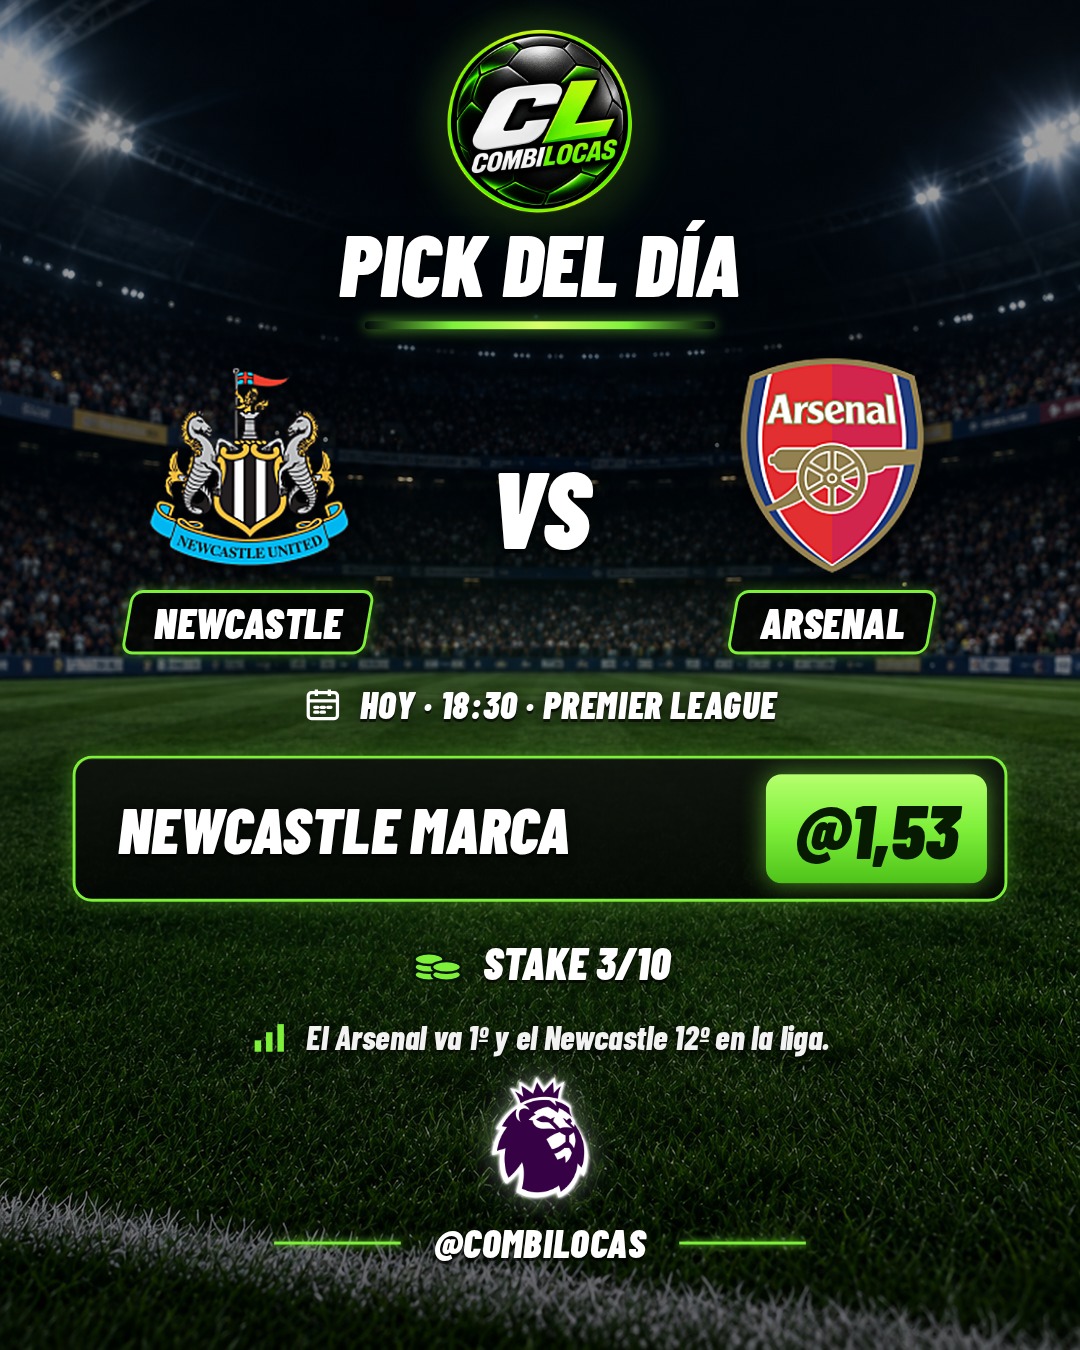 CL
COMBILOCAS
PICK DEL DÍA
Arsenal
VS
NEWCASTLE UNITED
NEWCASTLE
ARSENAL
HOY · 18:30 · PREMIER LEAGUE
NEWCASTLE MARCA
@1,53
STAKE 3/10
El Arsenal va 1º y el Newcastle 12º en la liga.
@COMBILOCAS